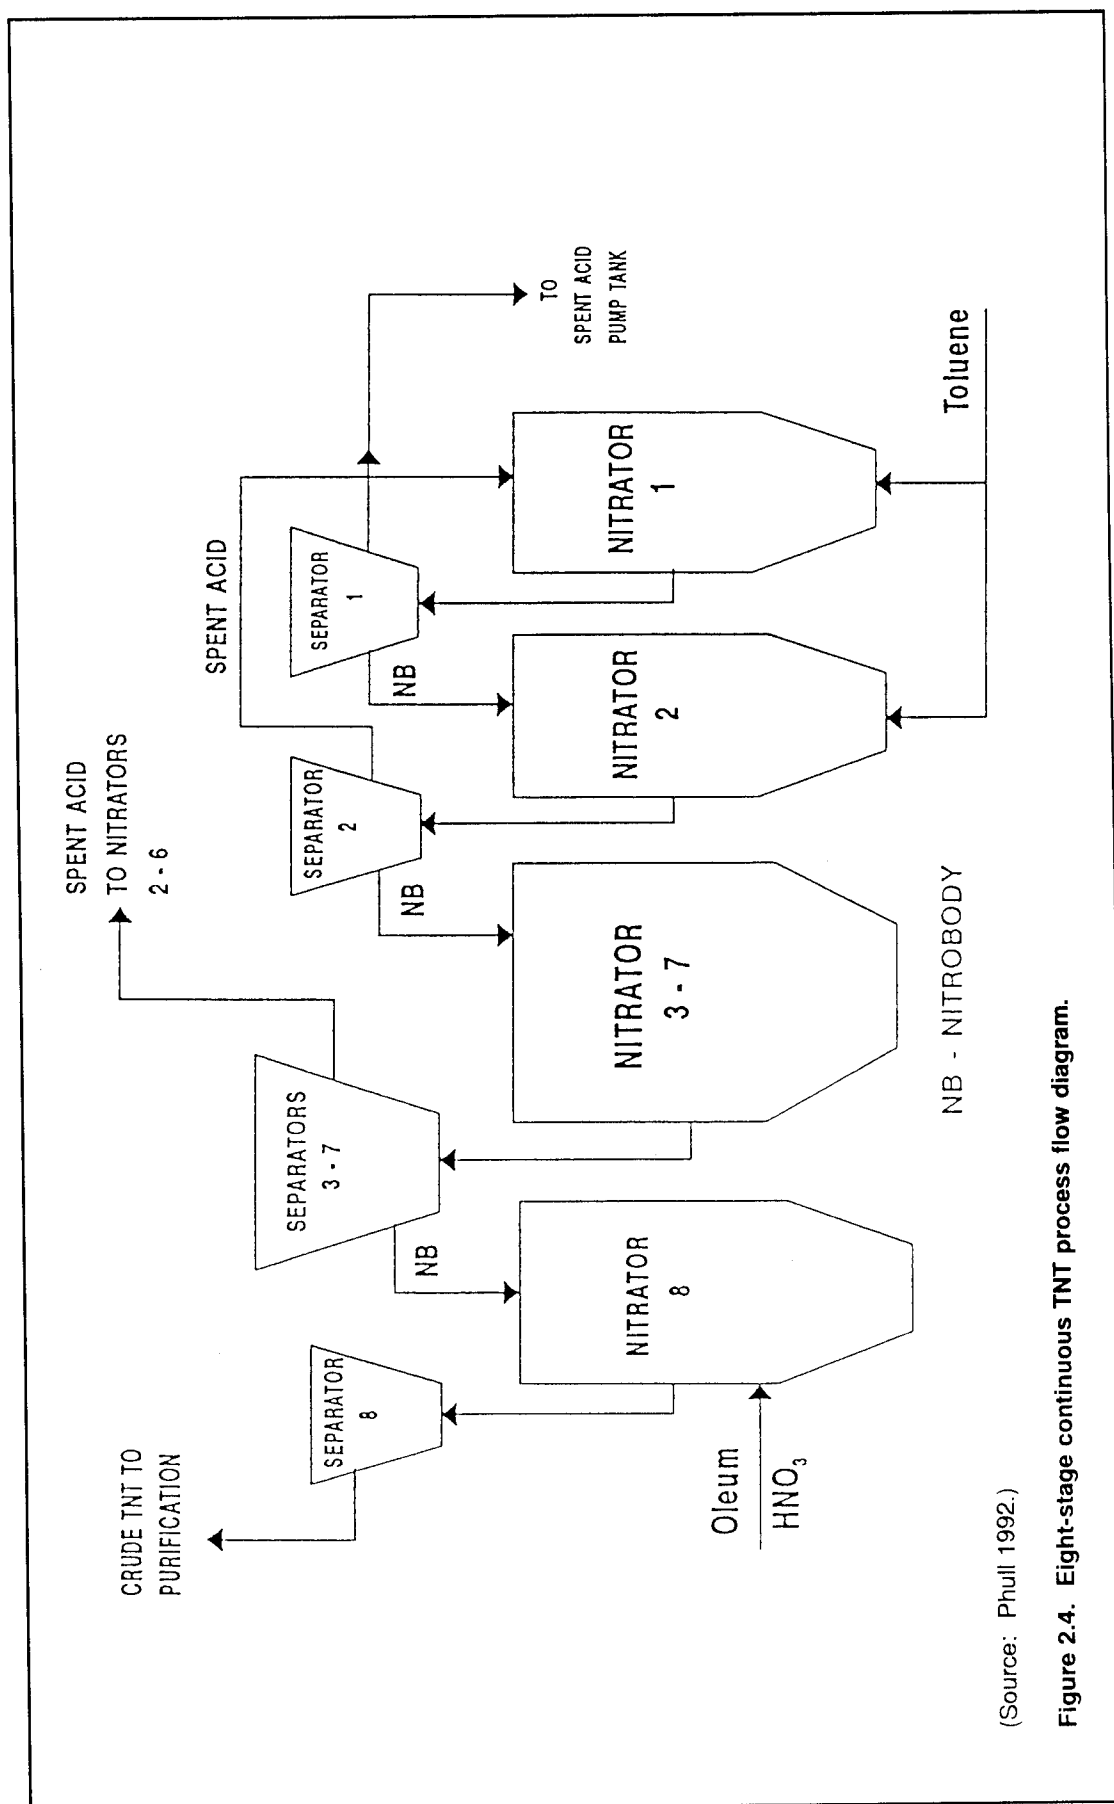 CRUDE TNT TO
PURIFICATION
SPENT ACID
TO NITRATORS
2 - 6
SPENT ACID
TO
SPENT ACID
PUMP TANK
SEPARATOR
8
SEPARATORS
3 - 7
SEPARATOR
2
SEPARATOR
1
NB
NB
NB
NITRATOR
8
NITRATOR
3 - 7
NITRATOR
2
NITRATOR
1
Oleum
HNO₃
Toluene
NB - NITROBODY
(Source: Phull 1992.)
Figure 2.4. Eight-stage continuous TNT process flow diagram.